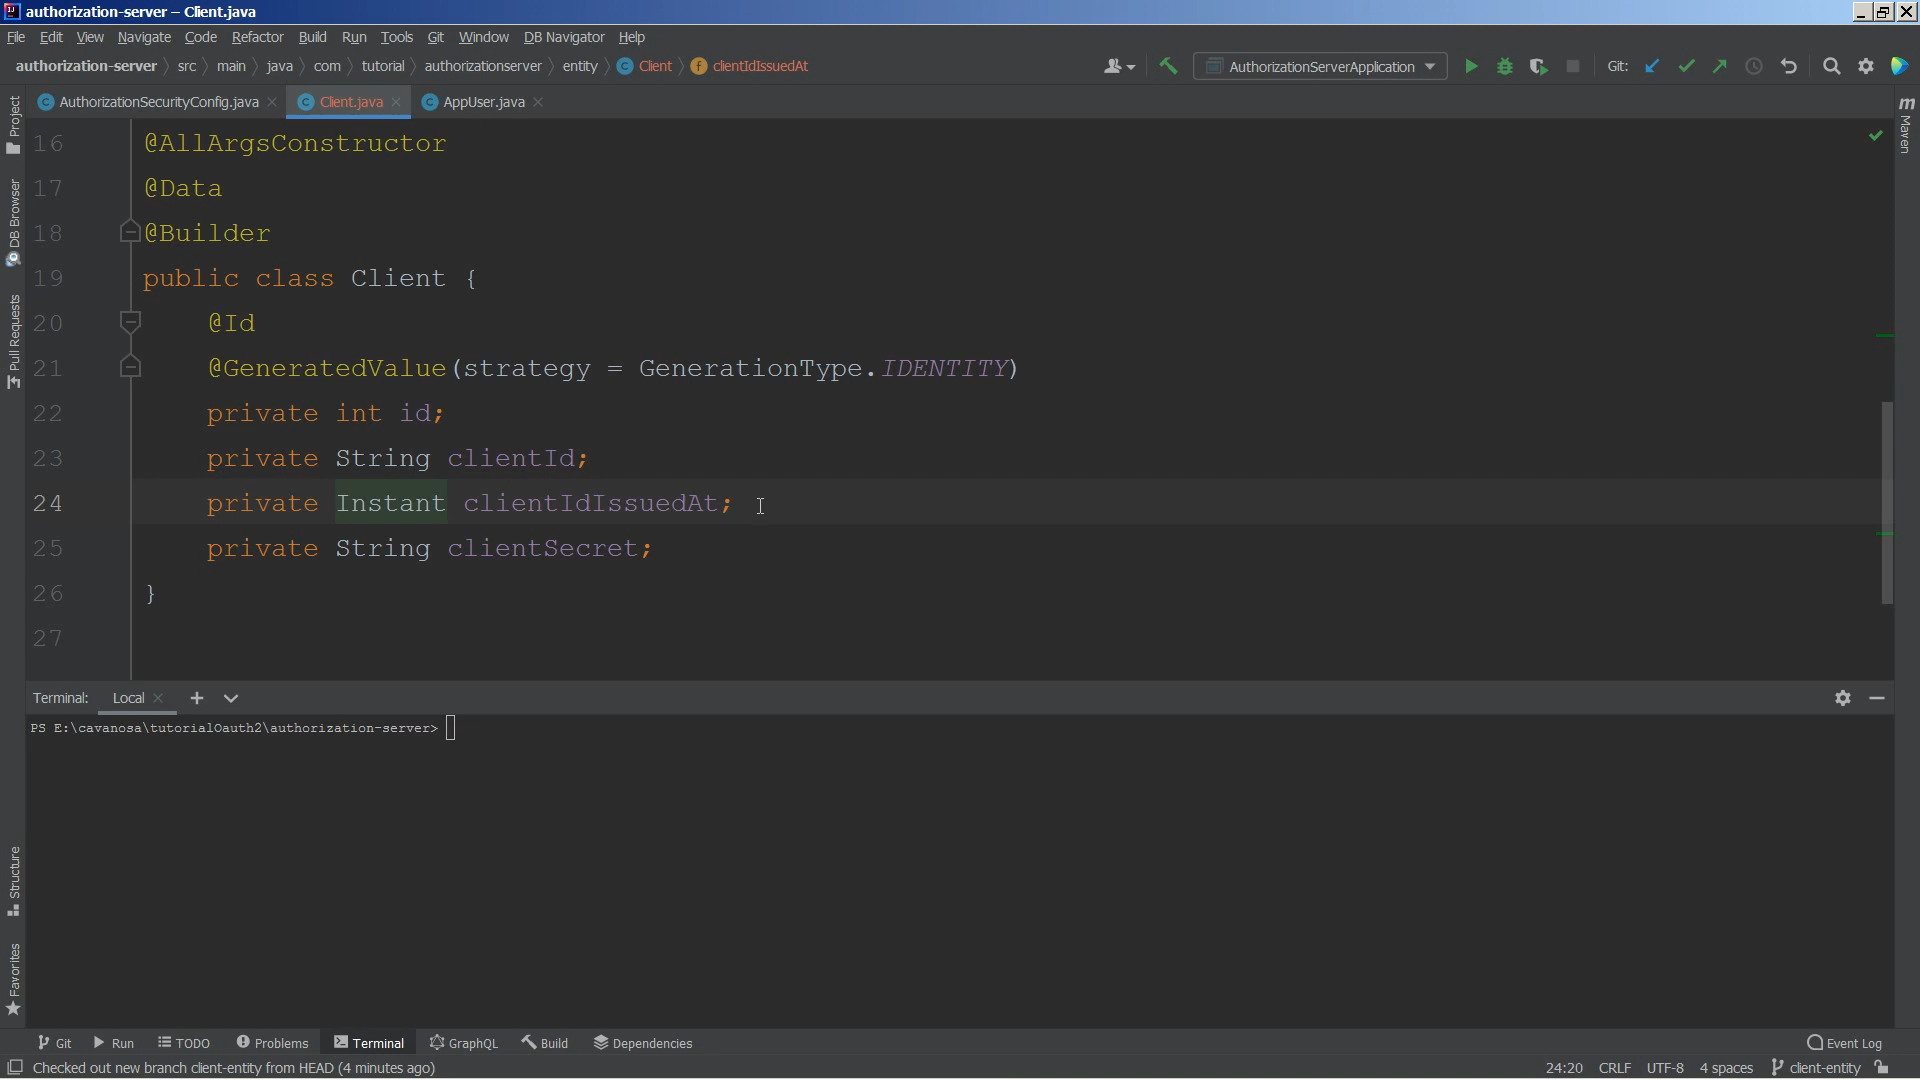 authorization-server – Client.java
File Edit View Navigate Code Refactor Build Run Tools Git Window DB Navigator Help
authorization-server src main java com tutorial authorizationserver entity Client clientIdIssuedAt AuthorizationServerApplication Git:
AuthorizationSecurityConfig.java Client.java AppUser.java
Project
DB Browser
Pull Requests
Structure
Favorites
Maven
16 @AllArgsConstructor
17 @Data
18 @Builder
19 public class Client {
20 @Id
21 @GeneratedValue(strategy = GenerationType.IDENTITY)
22 private int id;
23 private String clientId;
24 private Instant clientIdIssuedAt;
25 private String clientSecret;
26 }
27
Terminal: Local
PS E:\cavanosa\tutorialOauth2\authorization-server>
Git Run TODO Problems Terminal GraphQL Build Dependencies Event Log
Checked out new branch client-entity from HEAD (4 minutes ago) 24:20 CRLF UTF-8 4 spaces client-entity